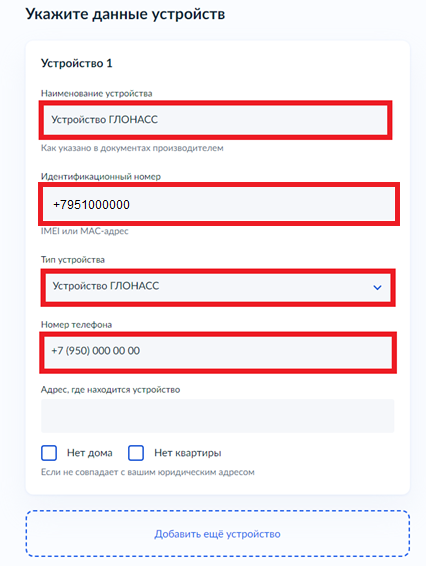 Укажите данные устройств
Устройство 1
Наименование устройства
Устройство ГЛОНАСС
Как указано в документах производителем
Идентификационный номер
+7951000000
IMEI или MAC-адрес
Тип устройства
Устройство ГЛОНАСС
Номер телефона
+7 (950) 000 00 00
Адрес, где находится устройство
Нет дома Нет квартиры
Если не совпадает с вашим юридическим адресом
Добавить ещё устройство